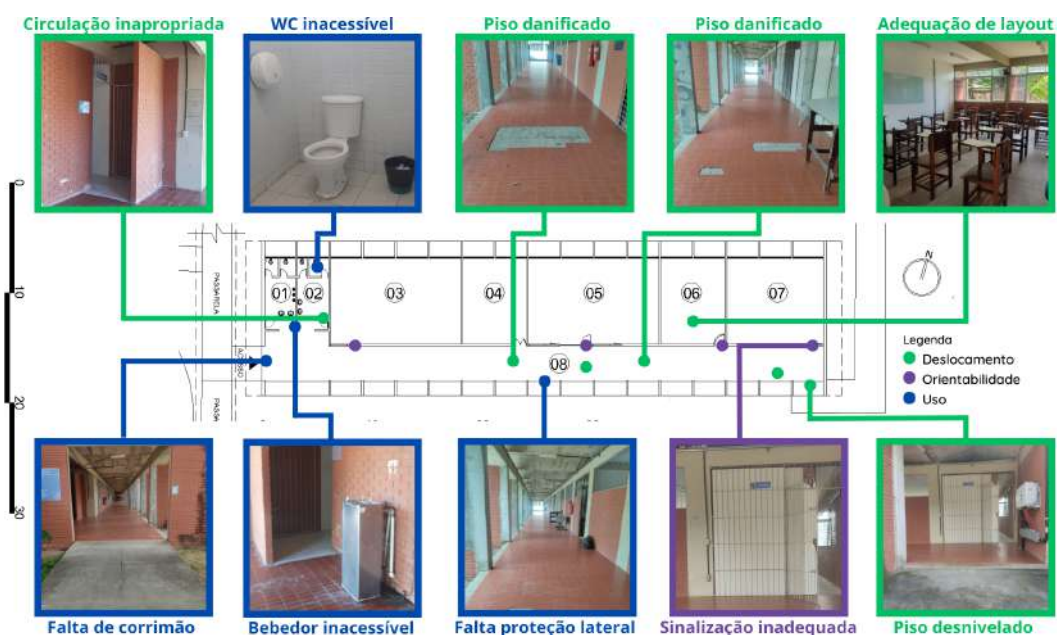 Circulação inapropriada
WC inacessível
Piso danificado
Piso danificado
Adequação de layout
0
10
20
30
PASSARELA
ACESSO
PASSA
N
01
02
03
04
05
06
07
08
Legenda
Deslocamento
Orientabilidade
Uso
Falta de corrimão
Bebedor inacessível
Falta proteção lateral
Sinalização inadequada
Piso desnivelado